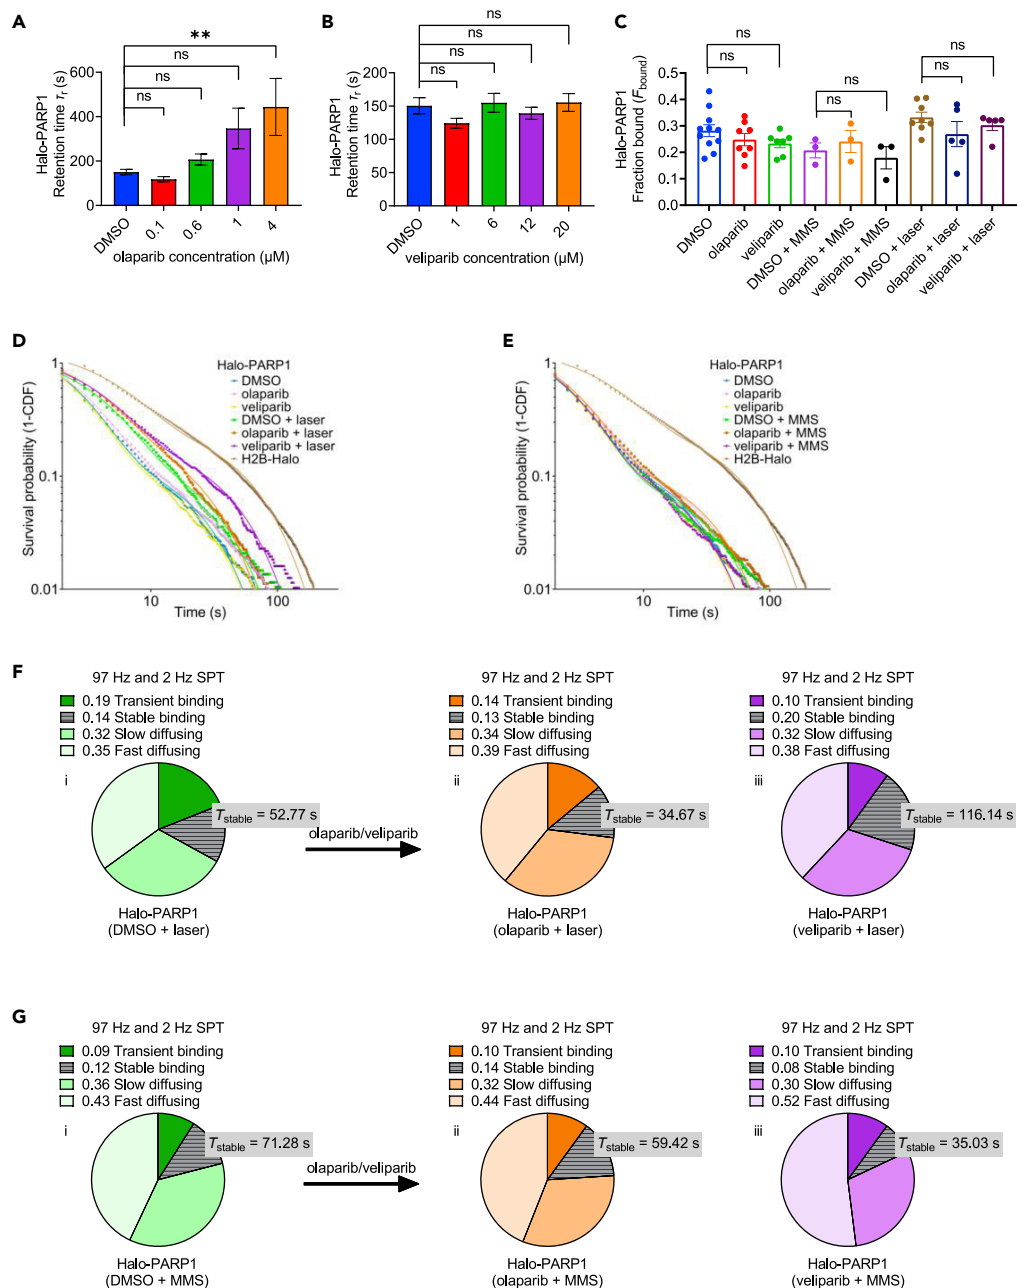 A
**
ns
ns
ns
Halo-PARP1
Retention time τr (s)
600
400
200
0
DMSO
0.1
0.6
1
4
olaparib concentration (µM)
B
ns
ns
ns
ns
Halo-PARP1
Retention time τr (s)
200
150
100
50
0
DMSO
1
6
12
20
veliparib concentration (µM)
C
ns
ns
ns
ns
ns
ns
Halo-PARP1
Fraction bound (Fbound)
0.5
0.4
0.3
0.2
0.1
0.0
DMSO
olaparib
veliparib
DMSO + MMS
olaparib + MMS
veliparib + MMS
DMSO + laser
olaparib + laser
veliparib + laser
D
Survival probability (1-CDF)
1
0.1
0.01
10
100
Time (s)
Halo-PARP1
DMSO
olaparib
veliparib
DMSO + laser
olaparib + laser
veliparib + laser
H2B-Halo
E
Survival probability (1-CDF)
1
0.1
0.01
10
100
Time (s)
Halo-PARP1
DMSO
olaparib
veliparib
DMSO + MMS
olaparib + MMS
veliparib + MMS
H2B-Halo
F
97 Hz and 2 Hz SPT
0.19 Transient binding
0.14 Stable binding
0.32 Slow diffusing
0.35 Fast diffusing
i
Tstable = 52.77 s
Halo-PARP1
(DMSO + laser)
olaparib/veliparib
97 Hz and 2 Hz SPT
0.14 Transient binding
0.13 Stable binding
0.34 Slow diffusing
0.39 Fast diffusing
ii
Tstable = 34.67 s
Halo-PARP1
(olaparib + laser)
97 Hz and 2 Hz SPT
0.10 Transient binding
0.20 Stable binding
0.32 Slow diffusing
0.38 Fast diffusing
iii
Tstable = 116.14 s
Halo-PARP1
(veliparib + laser)
G
97 Hz and 2 Hz SPT
0.09 Transient binding
0.12 Stable binding
0.36 Slow diffusing
0.43 Fast diffusing
i
Tstable = 71.28 s
Halo-PARP1
(DMSO + MMS)
olaparib/veliparib
97 Hz and 2 Hz SPT
0.10 Transient binding
0.14 Stable binding
0.32 Slow diffusing
0.44 Fast diffusing
ii
Tstable = 59.42 s
Halo-PARP1
(olaparib + MMS)
97 Hz and 2 Hz SPT
0.10 Transient binding
0.08 Stable binding
0.30 Slow diffusing
0.52 Fast diffusing
iii
Tstable = 35.03 s
Halo-PARP1
(veliparib + MMS)